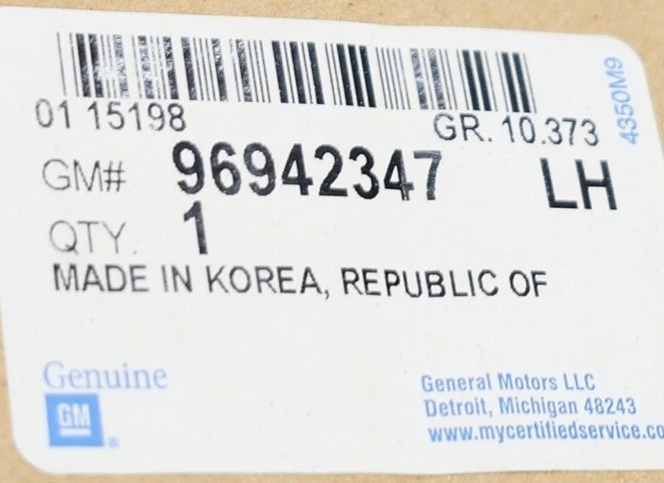 01 15198
GR. 10.373
4350M9
GM# 96942347 LH
QTY. 1
MADE IN KOREA, REPUBLIC OF
Genuine
GM
General Motors LLC
Detroit, Michigan 48243
www.mycertifiedservice.co